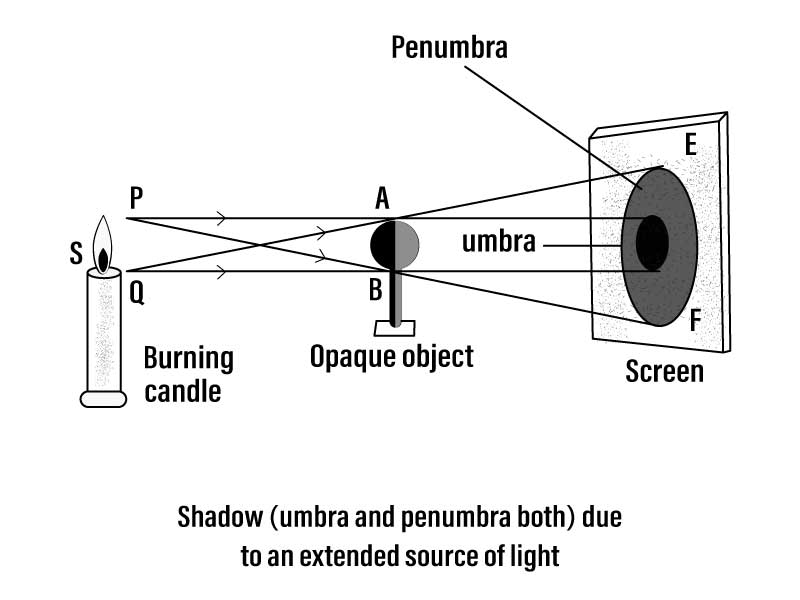 Penumbra
E
P
A
S
umbra
Q
B
F
Burning
candle
Opaque object
Screen
Shadow (umbra and penumbra both) due
to an extended source of light